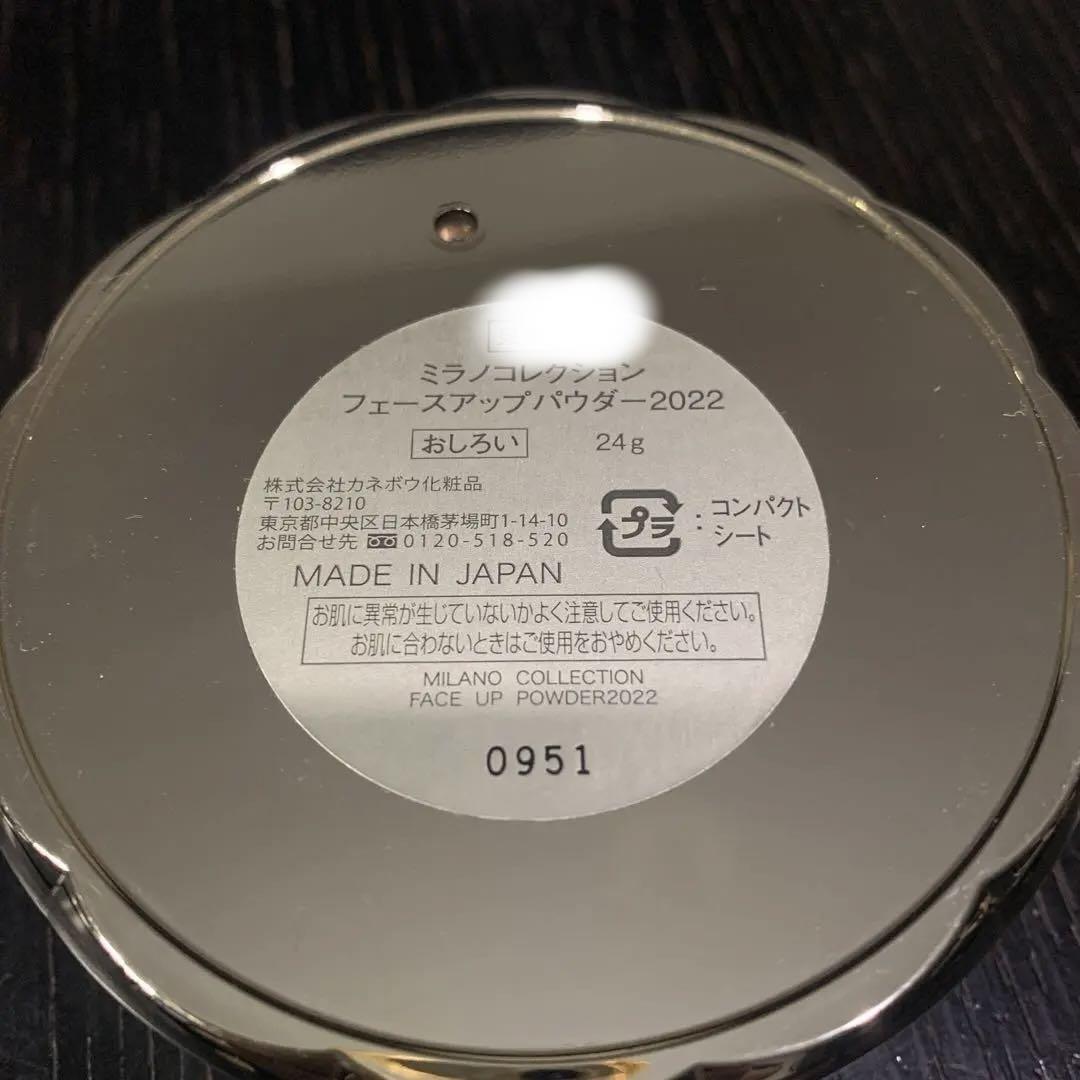 ミラノコレクション
フェースアップパウダー2022
おしろい 24g
株式会社カネボウ化粧品
〒103-8210
東京都中央区日本橋茅場町1-14-10
お問合せ先 0120-518-520
プラ : コンパクト
シート
MADE IN JAPAN
お肌に異常が生じていないかよく注意してご使用ください。
お肌に合わないときはご使用をおやめください。
MILANO COLLECTION
FACE UP POWDER2022
0951